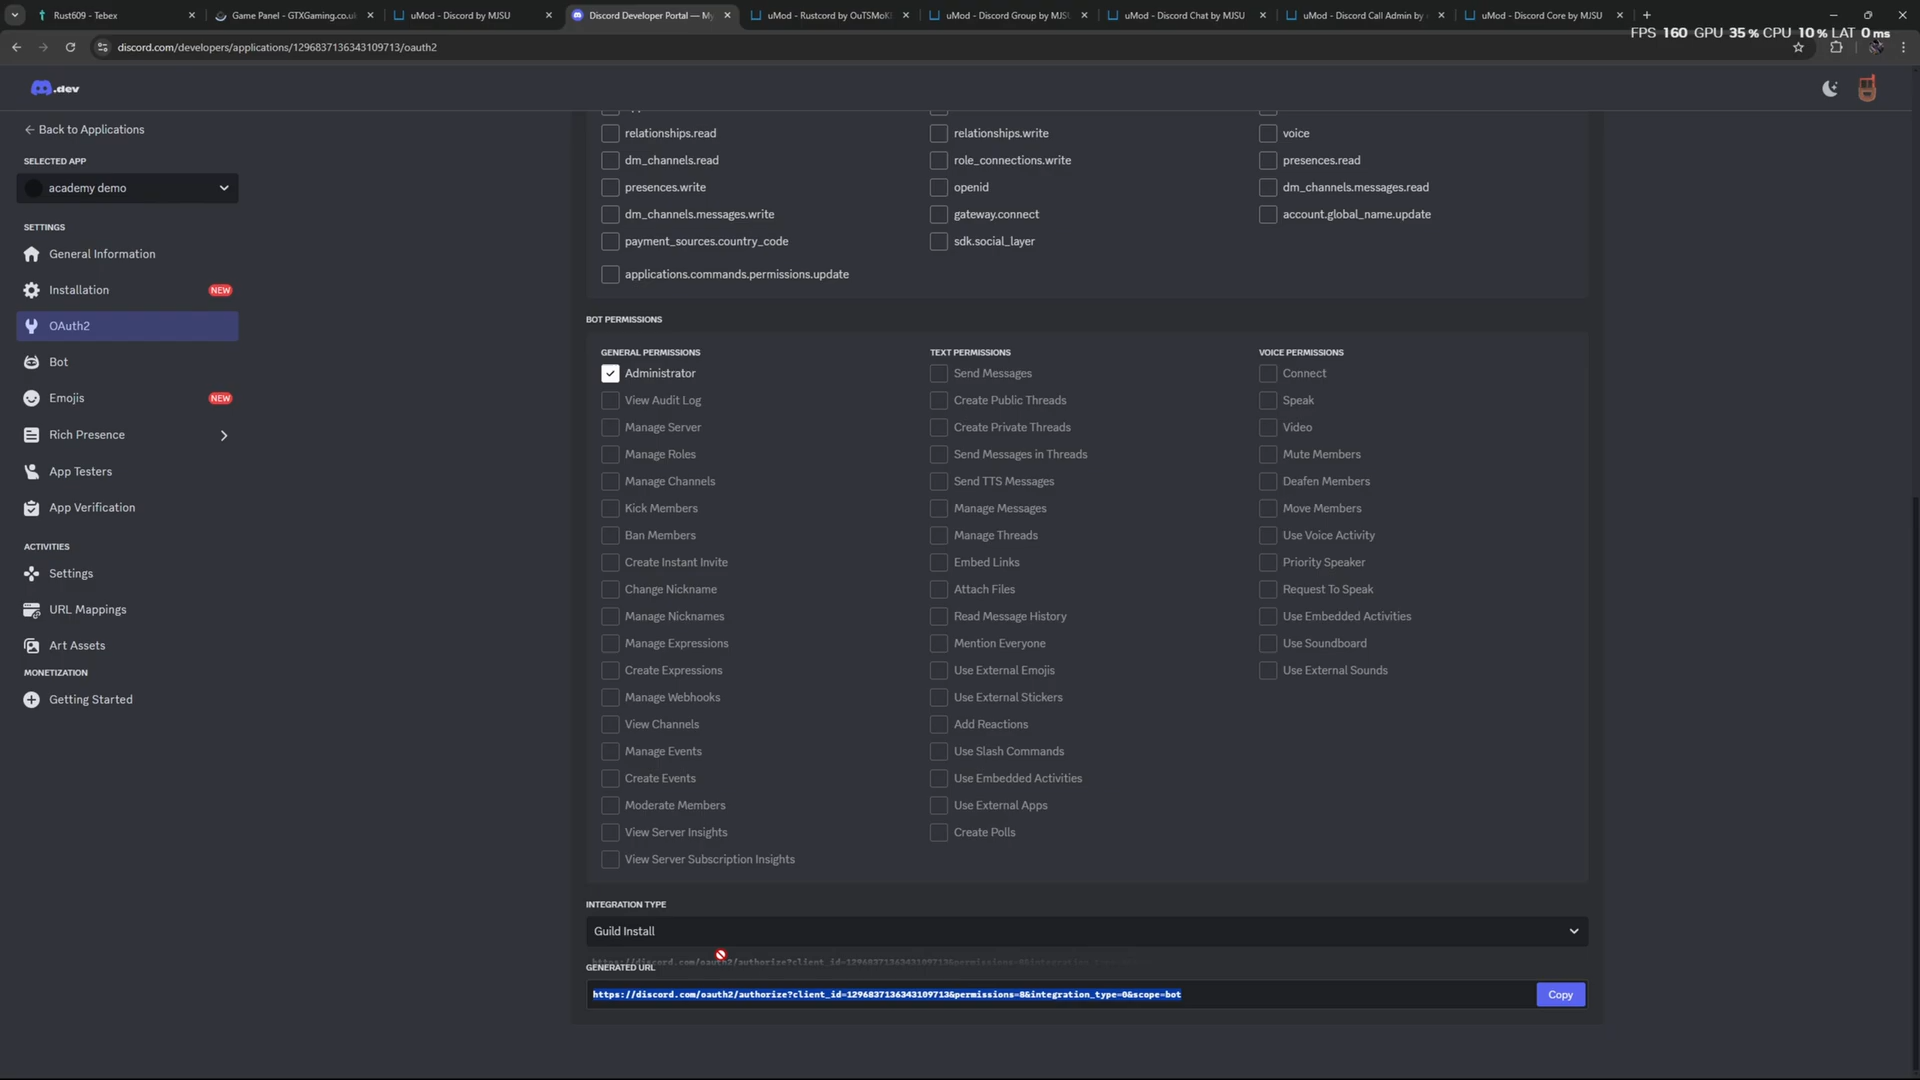 Rust609 - Tebex
Game Panel - GTXGaming.co.u
uMod - Discord by MJSU
Discord Developer Portal — My
uMod - Rustcord by OuTSMoKE
uMod - Discord Group by MJSU
uMod - Discord Chat by MJSU
uMod - Discord Call Admin by
uMod - Discord Core by MJSU
FPS 160 GPU 35 % CPU 10 % LAT 0 ms
discord.com/developers/applications/1296837136343109713/oauth2
.dev
Back to Applications
SELECTED APP
academy demo
SETTINGS
General Information
Installation NEW
OAuth2
Bot
Emojis NEW
Rich Presence
App Testers
App Verification
ACTIVITIES
Settings
URL Mappings
Art Assets
MONETIZATION
Getting Started
relationships.read relationships.write voice
dm_channels.read role_connections.write presences.read
presences.write openid dm_channels.messages.read
dm_channels.messages.write gateway.connect account.global_name.update
payment_sources.country_code sdk.social_layer
applications.commands.permissions.update
BOT PERMISSIONS
GENERAL PERMISSIONS
Administrator
View Audit Log
Manage Server
Manage Roles
Manage Channels
Kick Members
Ban Members
Create Instant Invite
Change Nickname
Manage Nicknames
Manage Expressions
Create Expressions
Manage Webhooks
View Channels
Manage Events
Create Events
Moderate Members
View Server Insights
View Server Subscription Insights
TEXT PERMISSIONS
Send Messages
Create Public Threads
Create Private Threads
Send Messages in Threads
Send TTS Messages
Manage Messages
Manage Threads
Embed Links
Attach Files
Read Message History
Mention Everyone
Use External Emojis
Use External Stickers
Add Reactions
Use Slash Commands
Use Embedded Activities
Use External Apps
Create Polls
VOICE PERMISSIONS
Connect
Speak
Video
Mute Members
Deafen Members
Move Members
Use Voice Activity
Priority Speaker
Request To Speak
Use Embedded Activities
Use Soundboard
Use External Sounds
INTEGRATION TYPE
Guild Install
GENERATED URL
https://discord.com/oauth2/authorize?client_id=1296837136343109713&permissions=8&integration_type=0&scope=bot
Copy